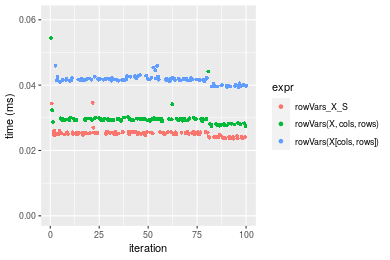 0.06
0.04
0.02
0.00
time (ms)
0
25
50
75
100
iteration
expr
rowVars_X_S
rowVars(X, cols, rows)
rowVars(X[cols, rows])